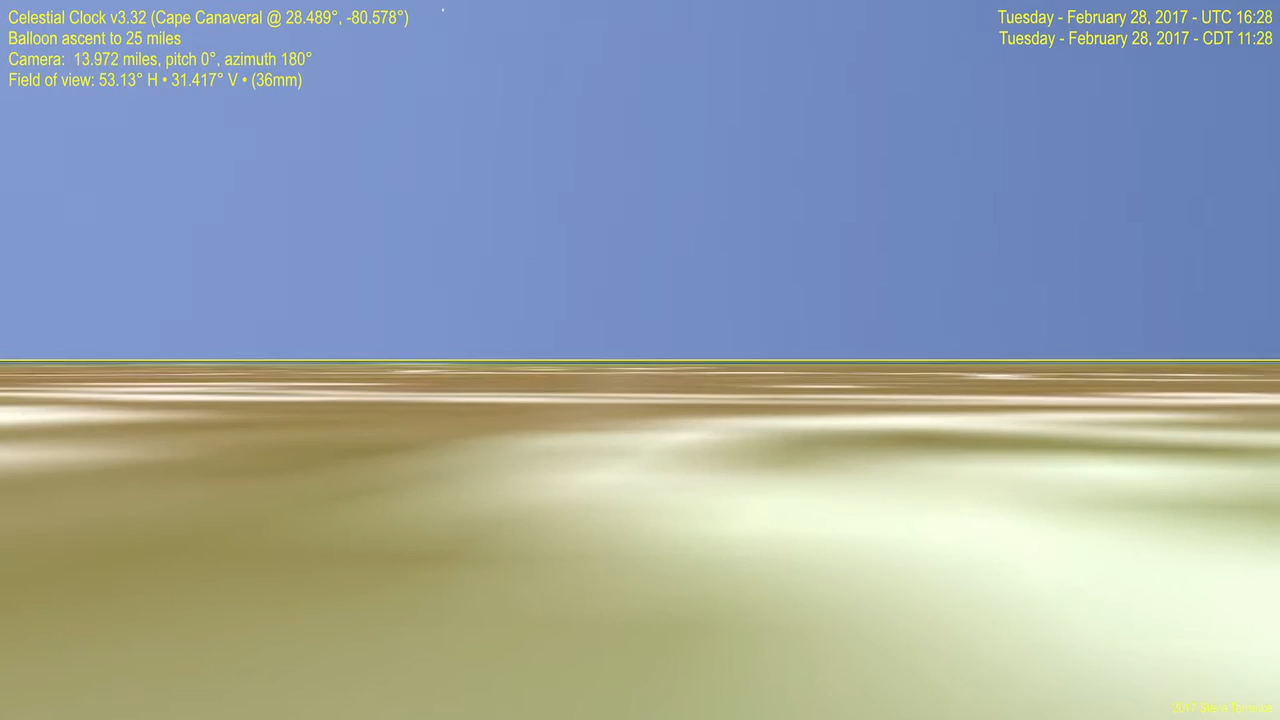 Celestial Clock v3.32 (Cape Canaveral @ 28.489°, -80.578°)
Balloon ascent to 25 miles
Camera:  13.972 miles, pitch 0°, azimuth 180°
Field of view: 53.13° H • 31.417° V • (36mm)
Tuesday - February 28, 2017 - UTC 16:28
Tuesday - February 28, 2017 - CDT 11:28
2017 Steve